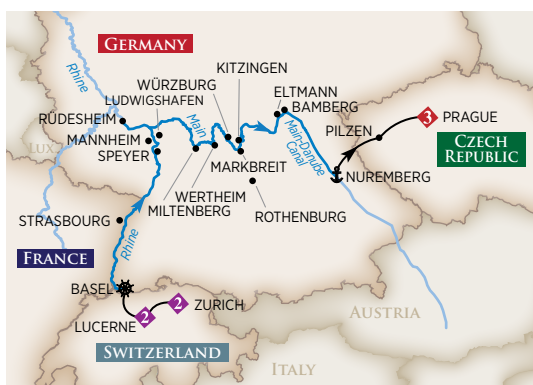 GERMANY
Rhine
KITZINGEN
WÜRZBURG
ELTMANN
LUDWIGSHAFEN
BAMBERG
RÜDESHEIM
Main
3
PRAGUE
MANNHEIM
PILZEN
CZECH
REPUBLIC
LUX.
SPEYER
Main-Danube
Canal
MARKBREIT
NUREMBERG
WERTHEIM
MILTENBERG
ROTHENBURG
STRASBOURG
Rhine
FRANCE
BASEL
2
ZURICH
2
LUCERNE
AUSTRIA
SWITZERLAND
ITALY